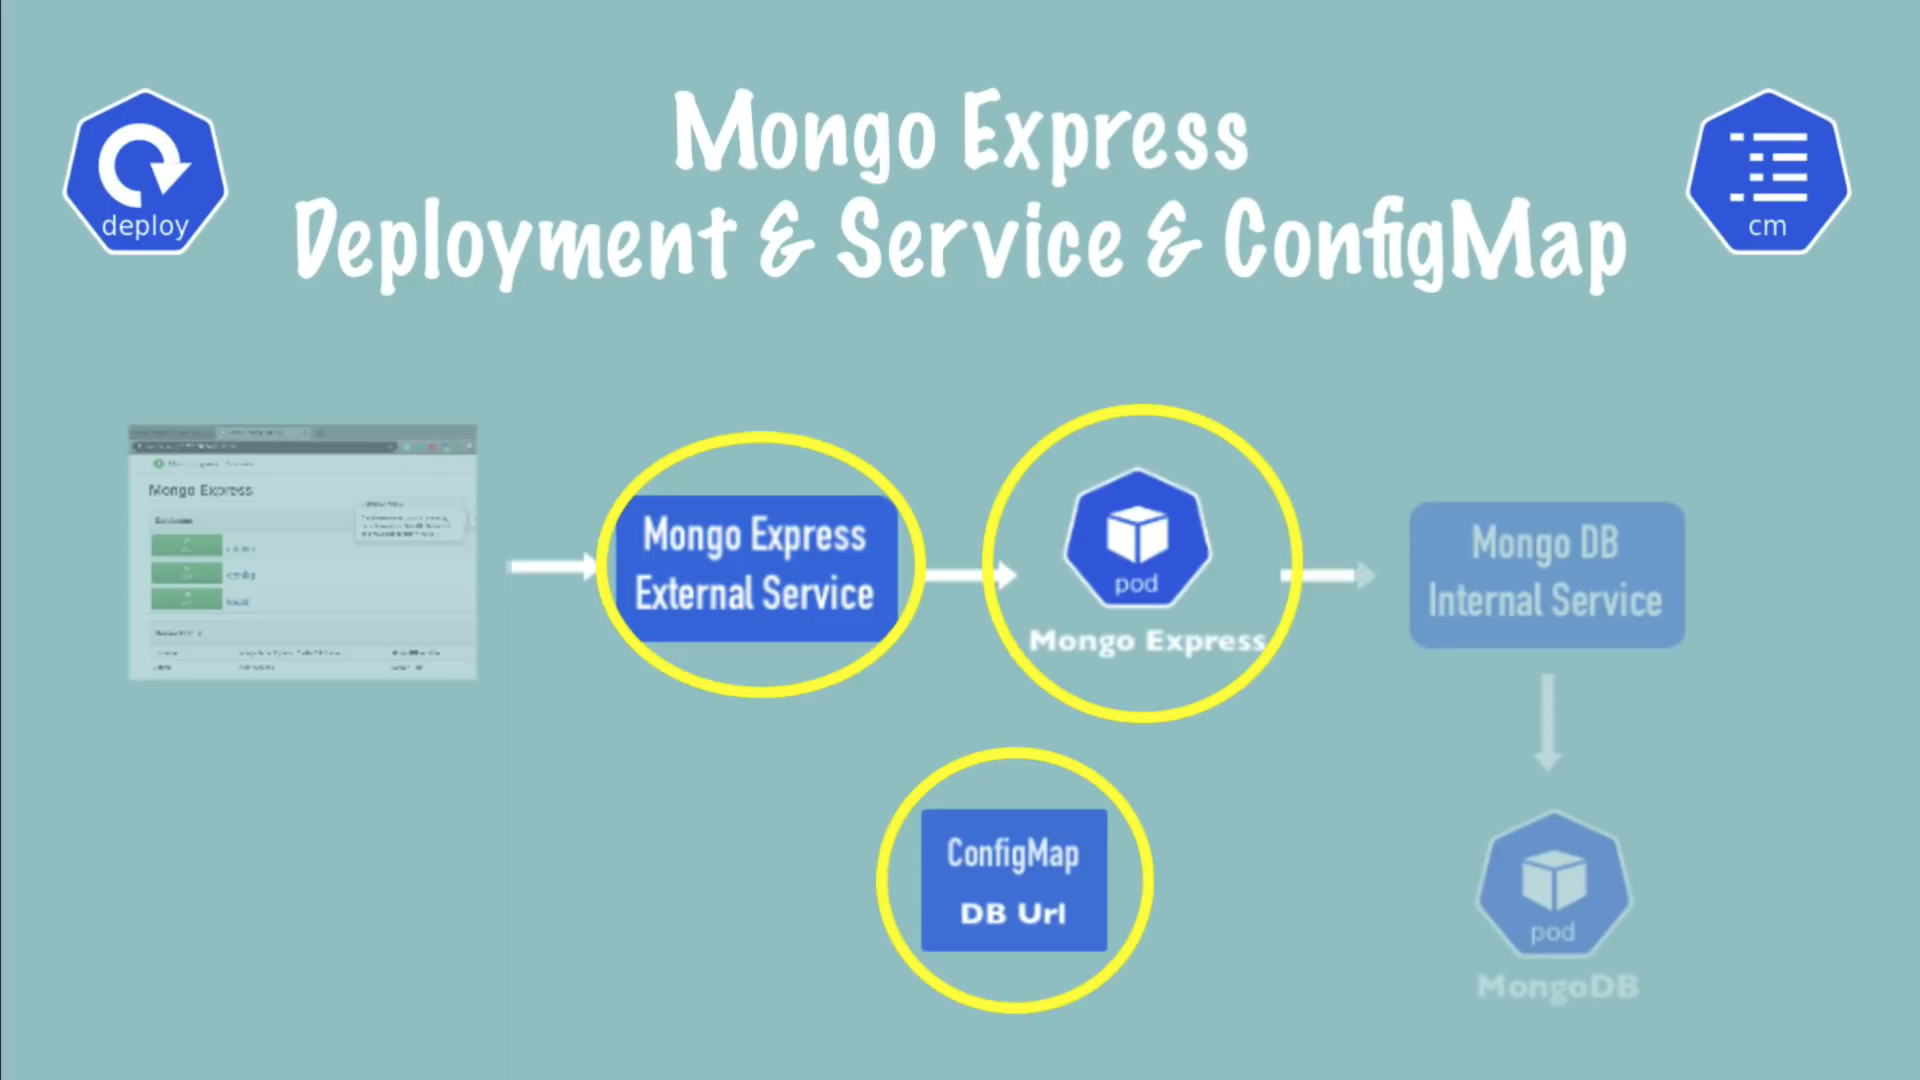 Mongo Express
Deployment & Service & ConfigMap
deploy
cm
Mongo Express
config
Mongo Express
External Service
pod
Mongo Express
Mongo DB
Internal Service
ConfigMap
DB Url
pod
MongoDB